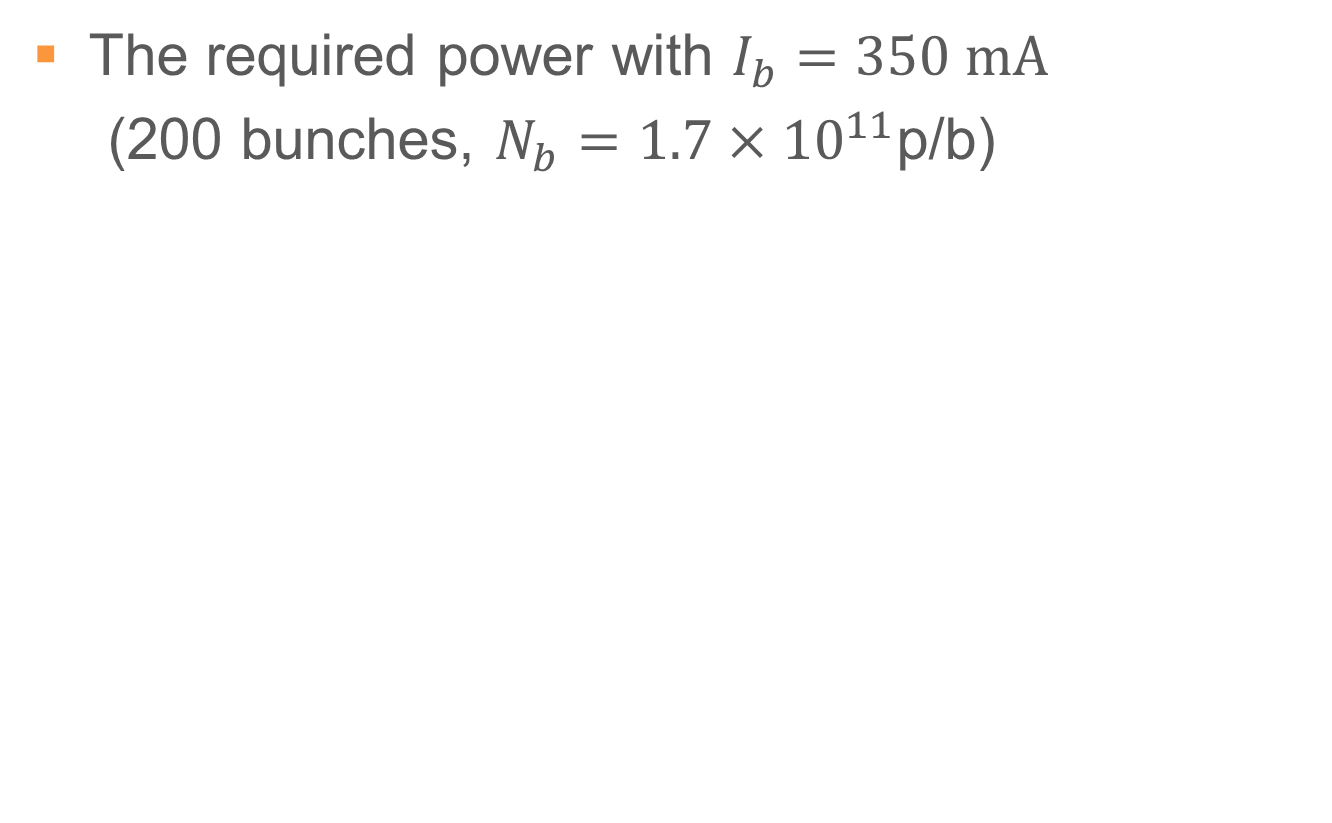 ▪ The required power with I_b = 350 mA
(200 bunches, N_b = 1.7 × 10^11 p/b)